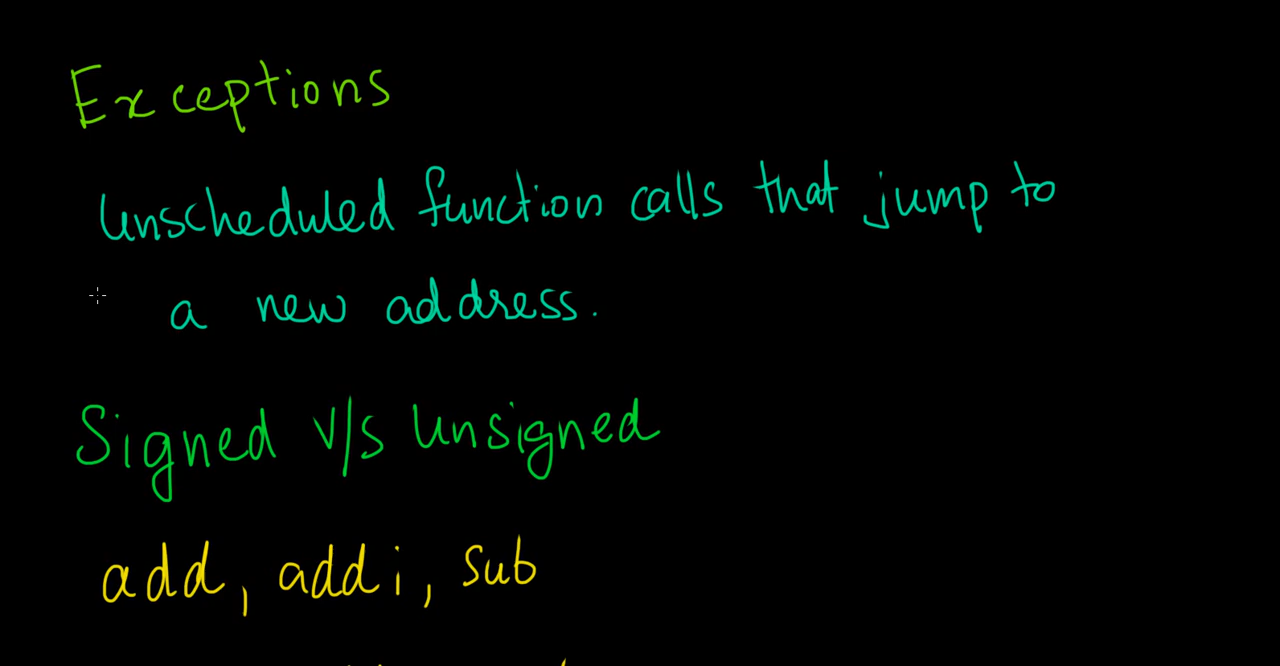 Exceptions
Unscheduled function calls that jump to
a new address.
Signed v/s Unsigned
add, addi, sub